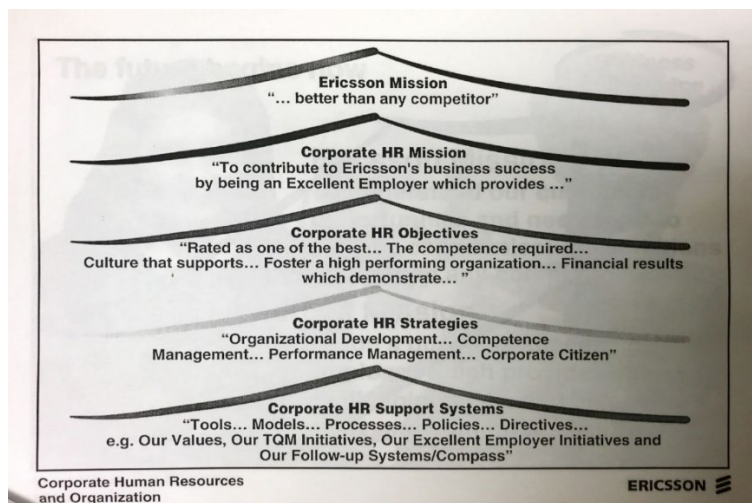 Ericsson Mission
“... better than any competitor”
Corporate HR Mission
“To contribute to Ericsson's business success
by being an Excellent Employer which provides ...”
Corporate HR Objectives
“Rated as one of the best... The competence required...
Culture that supports... Foster a high performing organization... Financial results
which demonstrate... ”
Corporate HR Strategies
“Organizational Development... Competence
Management... Performance Management... Corporate Citizen”
Corporate HR Support Systems
“Tools... Models... Processes... Policies... Directives...
e.g. Our Values, Our TQM Initiatives, Our Excellent Employer Initiatives and
Our Follow-up Systems/Compass”
Corporate Human Resources
and Organization
ERICSSON